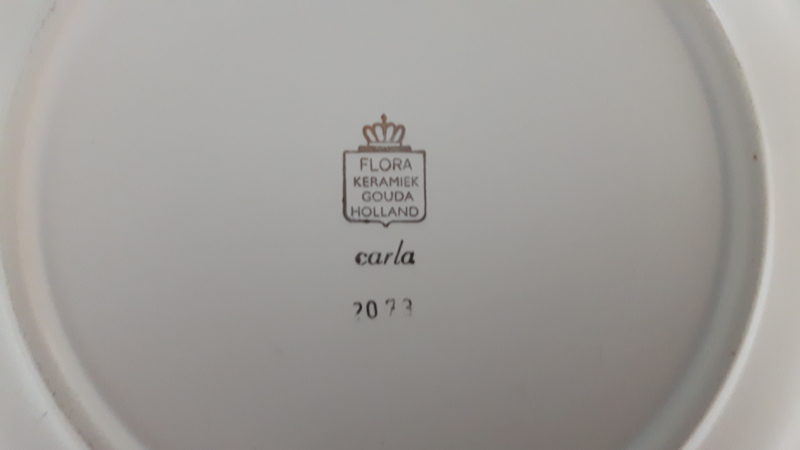 FLORA
KERAMIEK
GOUDA
HOLLAND
carla
2073